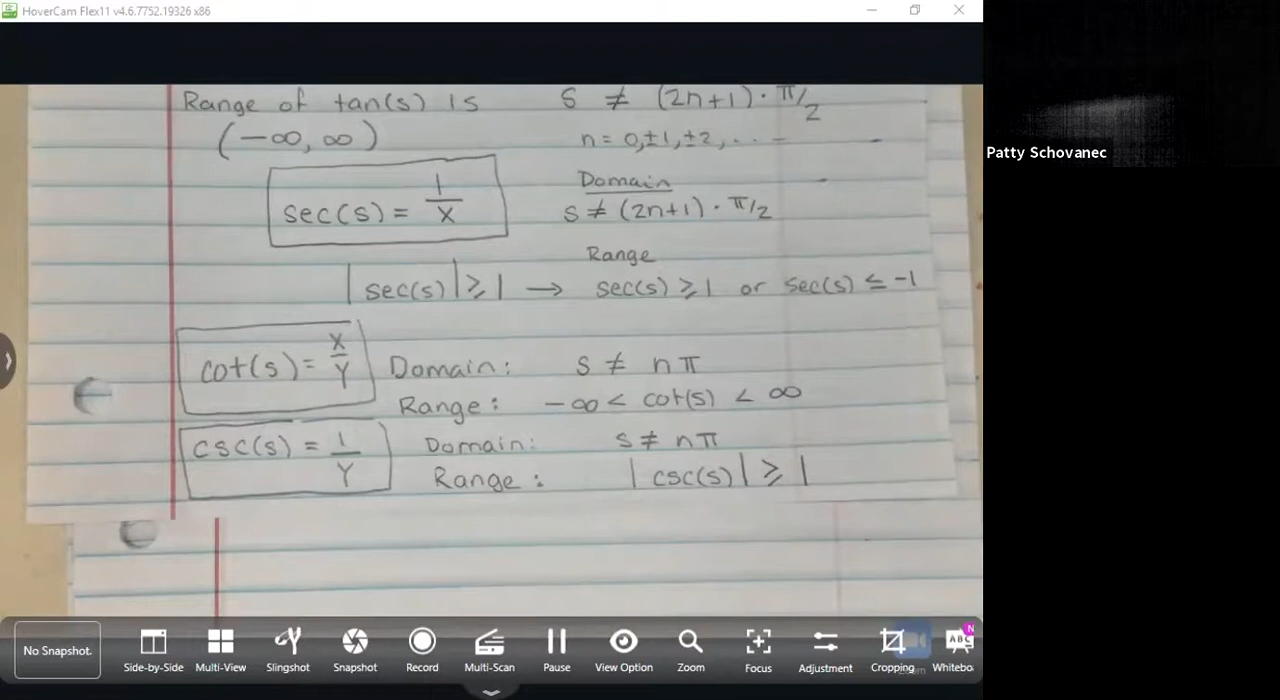 HoverCam Flex11 v4.6.7752.19326 x86
Range of tan(s) is s ≠ (2n+1) · π/2
(-∞, ∞) n = 0, ±1, ±2, . . -
sec(s) = 1/x
Domain
s ≠ (2n+1) · π/2
Range
|sec(s)| ≥ 1 → sec(s) ≥ 1 or sec(s) ≤ -1
cot(s) = x/y Domain: s ≠ nπ
Range: -∞ < cot(s) < ∞
csc(s) = 1/y Domain: s ≠ nπ
Range: |csc(s)| ≥ 1
Patty Schovanec
No Snapshot.
Side-by-Side
Multi-View
Slingshot
Snapshot
Record
Multi-Scan
Pause
View Option
Zoom
Focus
Adjustment
Cropping
ABC
N
Whitebo